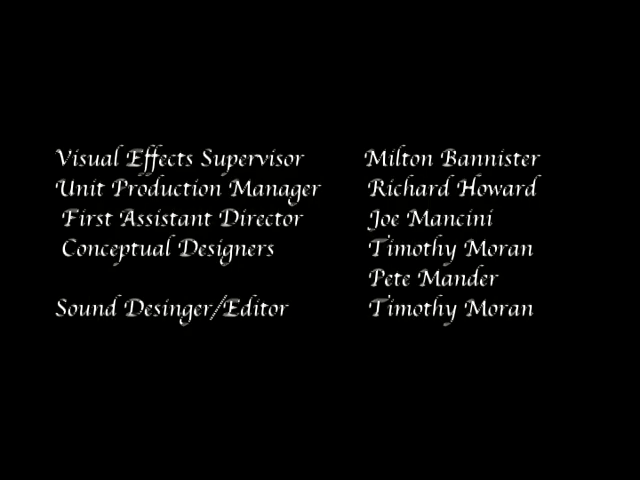 Visual Effects Supervisor Milton Bannister
Unit Production Manager Richard Howard
First Assistant Director Joe Mancini
Conceptual Designers Timothy Moran
Pete Mander
Sound Desinger/Editor Timothy Moran